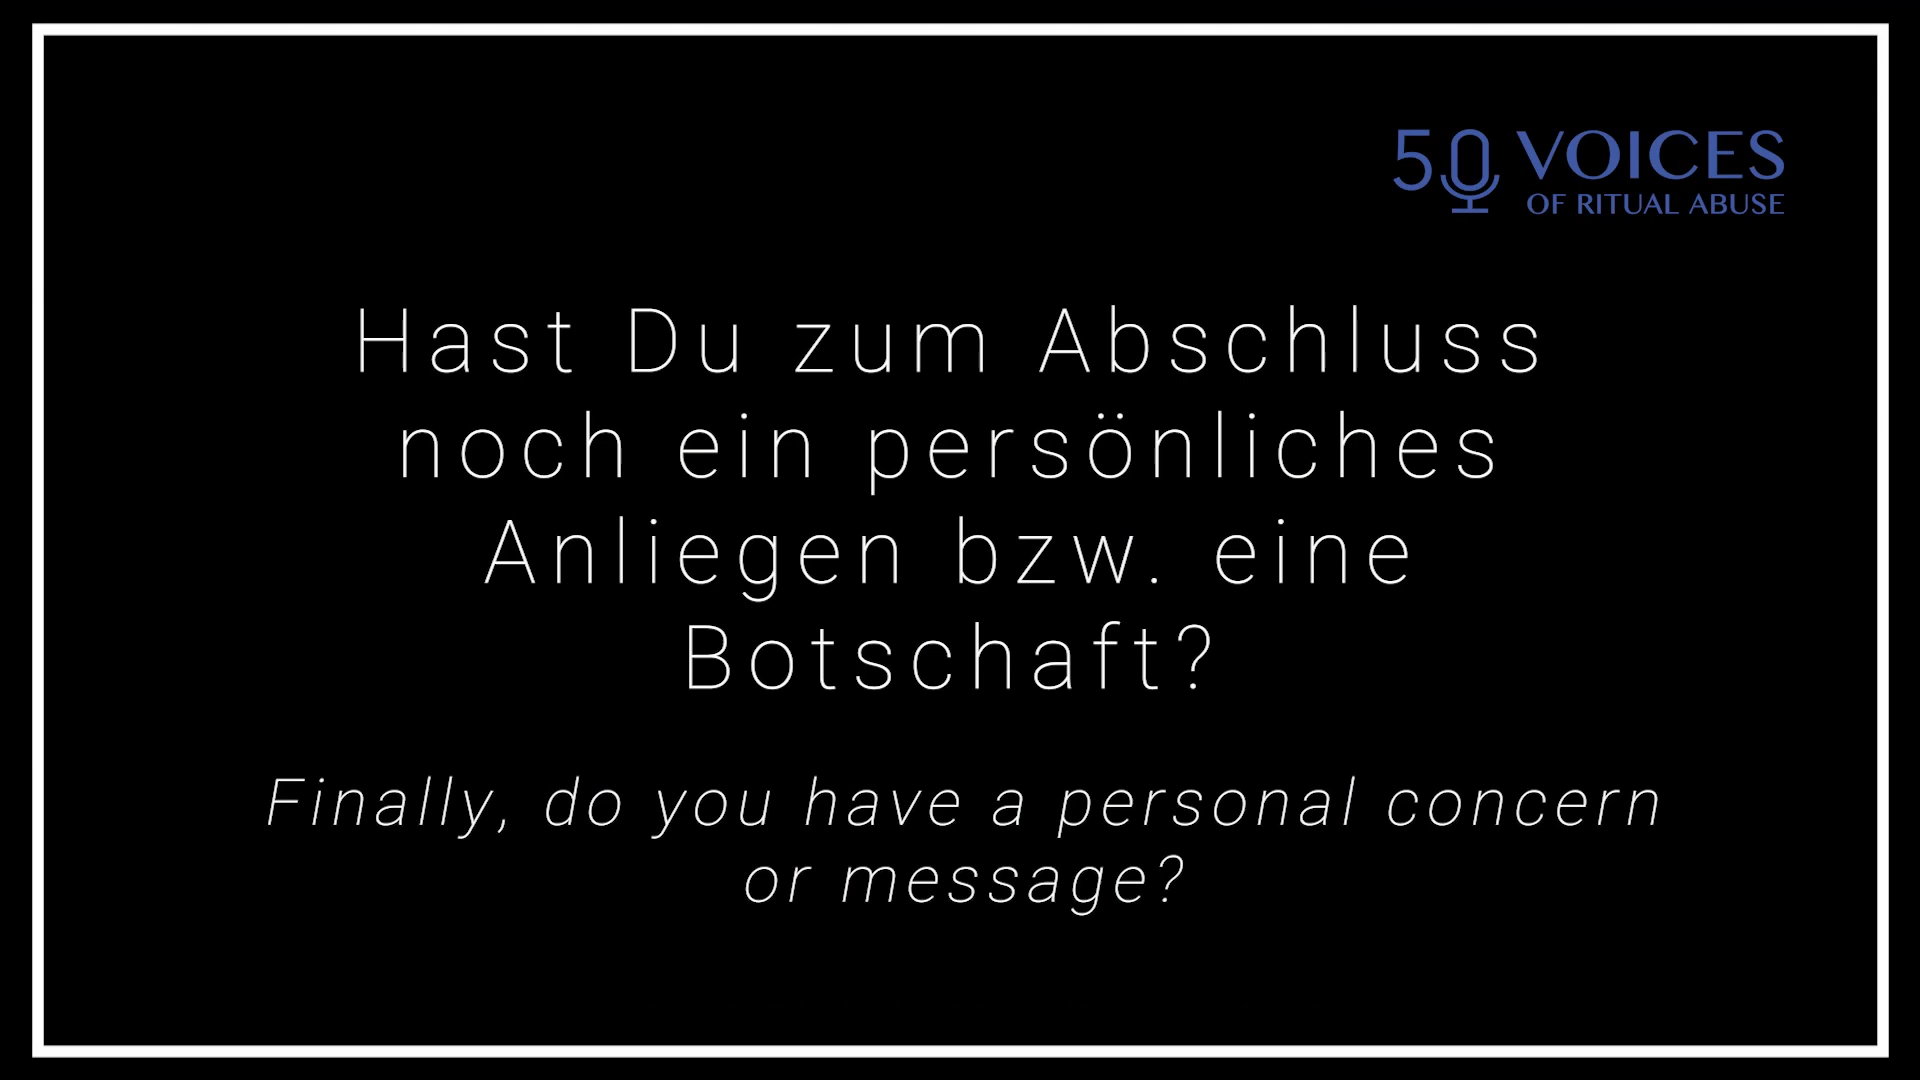 50 VOICES
OF RITUAL ABUSE
Hast Du zum Abschluss
noch ein persönliches
Anliegen bzw. eine
Botschaft?
Finally, do you have a personal concern
or message?